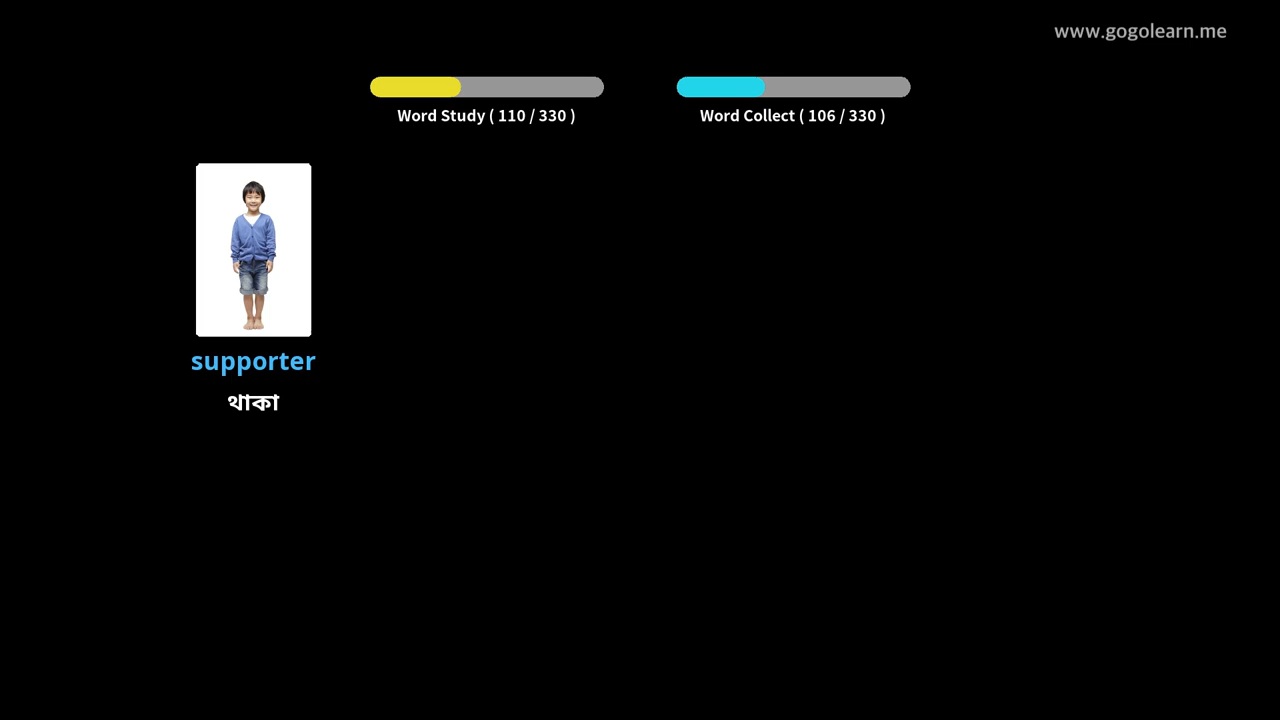 www.gogolearn.me
Word Study ( 110 / 330 )
Word Collect ( 106 / 330 )
supporter
থাকা